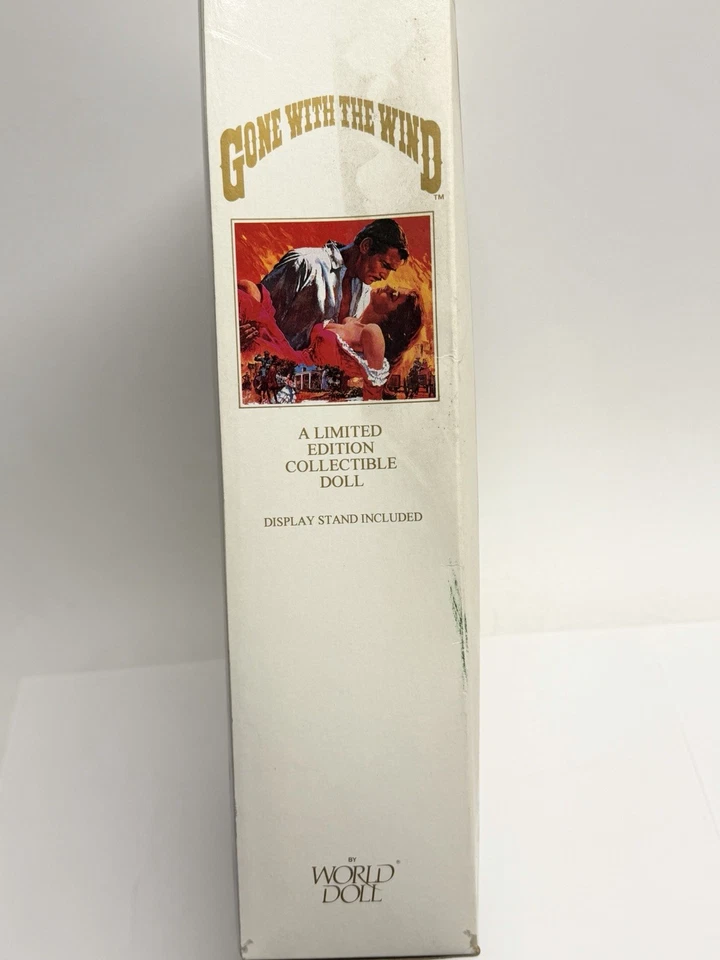 GONE WITH THE WIND
TM
A LIMITED
EDITION
COLLECTIBLE
DOLL
DISPLAY STAND INCLUDED
BY
WORLD®
DOLL